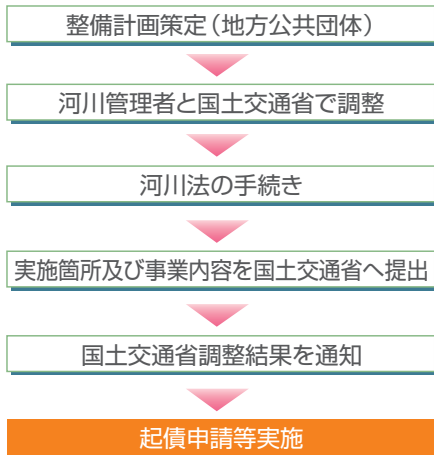 整備計画策定（地方公共団体）
河川管理者と国土交通省で調整
河川法の手続き
実施箇所及び事業内容を国土交通省へ提出
国土交通省調整結果を通知
起債申請等実施